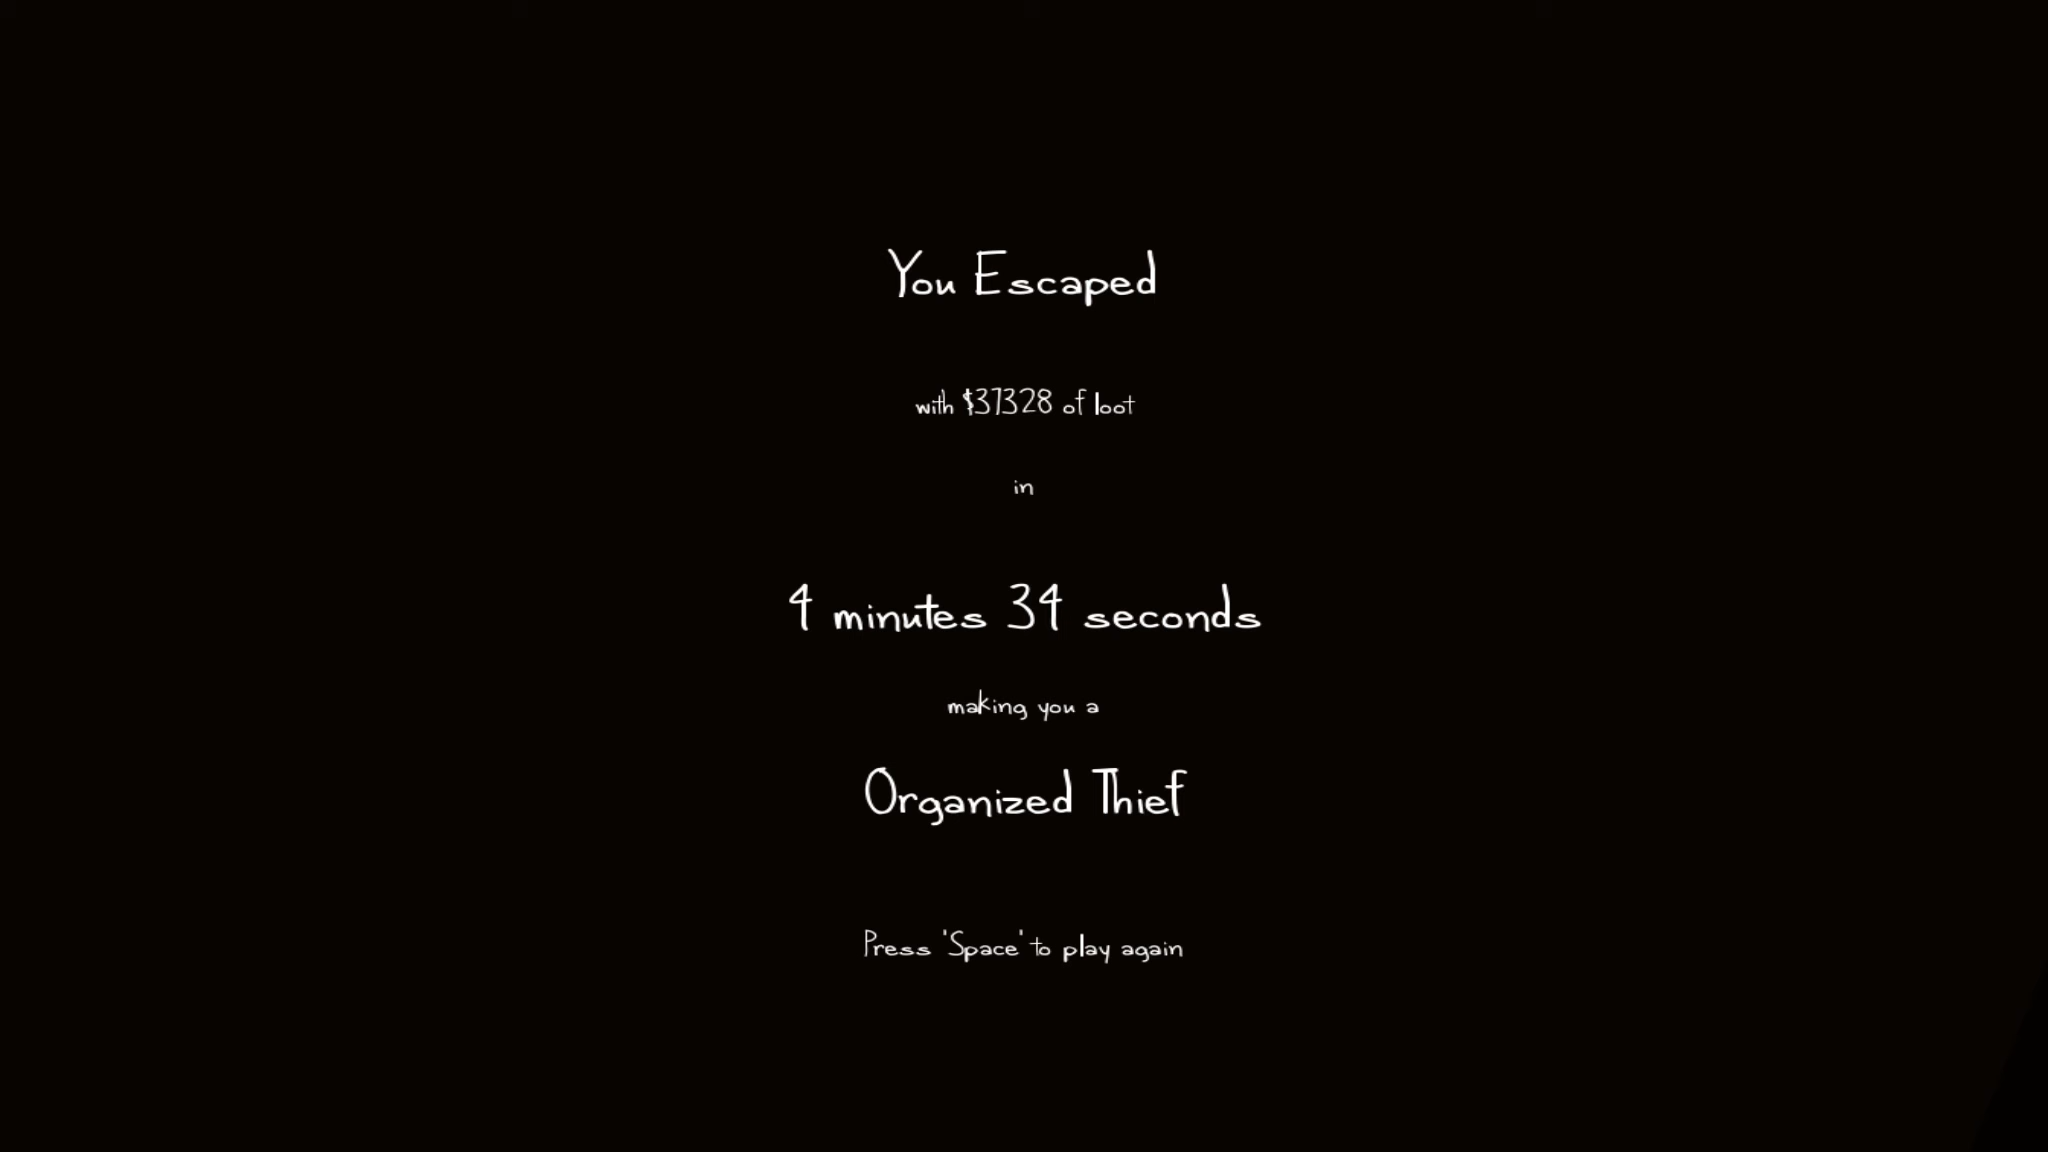 You Escaped
with $37328 of loot
in
4 minutes 34 seconds
making you a
Organized Thief
Press 'Space' to play again